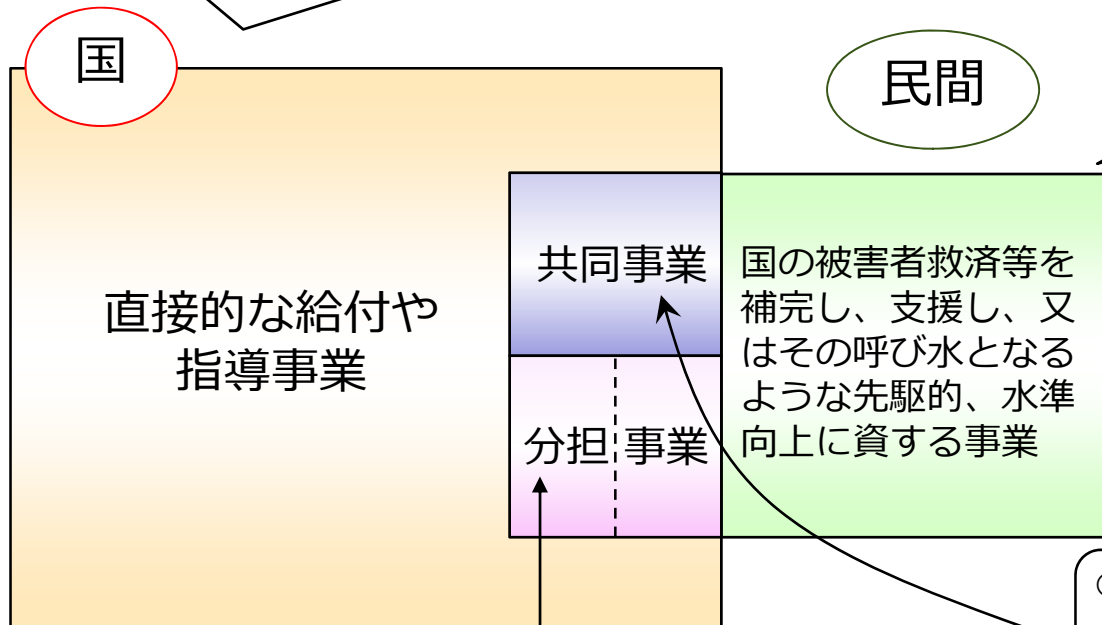 国
民間
直接的な給付や
指導事業
共同事業
分担事業
国の被害者救済等を
補完し、支援し、又
はその呼び水となる
ような先駆的、水準
向上に資する事業